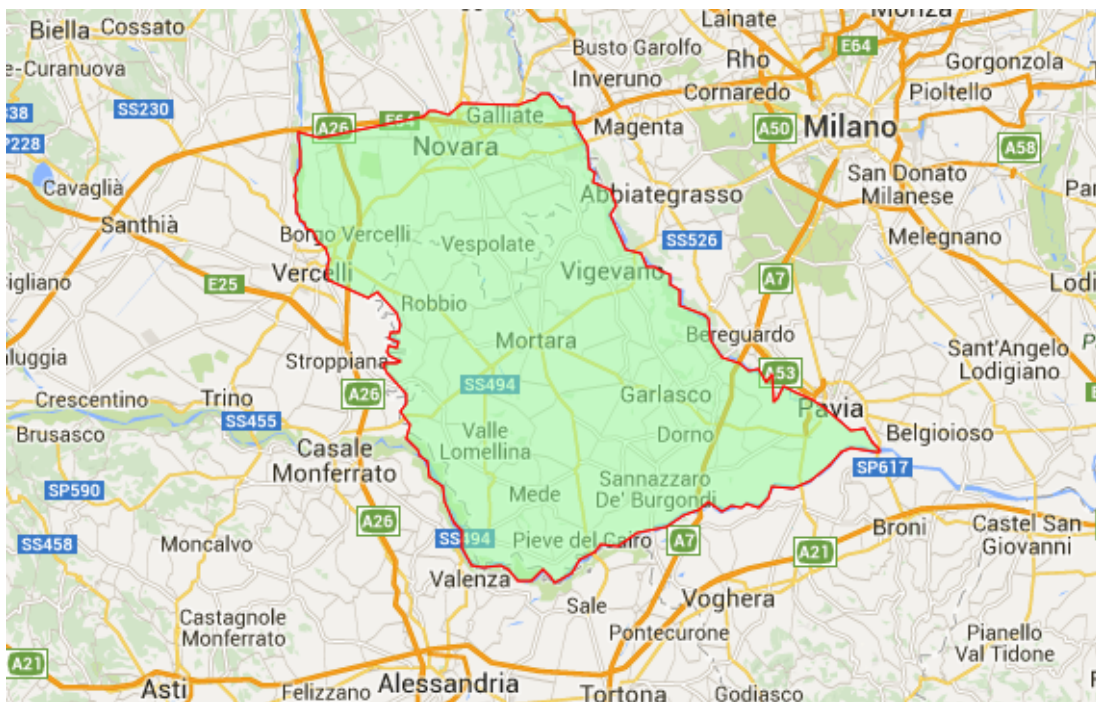 Biella
Cossato
Lainate
Monza
Busto Garolfo
Rho
E64
Gorgonzola
e-Curanuova
Inveruno
Cornaredo
Pioltello
SS230
A26
E64
Galliate
Magenta
A50
Milano
A58
P228
Novara
San Donato
Milanese
Cavaglià
Abbiategrasso
Santhià
Borgo Vercelli
Vespolate
SS526
Melegnano
Vercelli
Vigevano
A7
igliano
E25
Robbio
Lodi
Mortara
Bereguardo
Sant'Angelo
Lodigiano
aluggia
Stroppiana
SS494
A53
Crescentino
Trino
A26
Garlasco
Pavia
Brusasco
SS455
Casale
Monferrato
Valle
Lomellina
Dorno
Belgioioso
SP617
SP590
Mede
Sannazzaro
De' Burgondi
A26
Broni
Castel San
Giovanni
SS458
Moncalvo
SS494
Pieve del Cairo
A7
A21
Valenza
Sale
Voghera
Castagnole
Monferrato
Pontecurone
Pianello
Val Tidone
A21
Asti
Felizzano
Alessandria
Tortona
Godiasco